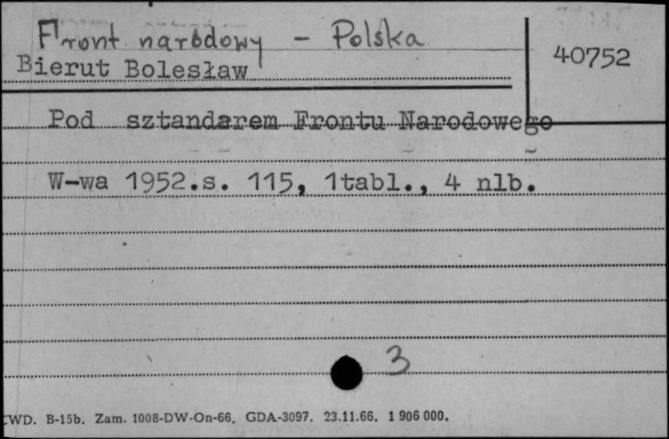 Front narodowy - Polska
40752
Bierut Bolesław
Pod sztandarem Frontu Narodowego
W-wa 1952.s. 115, 1tabl., 4 nlb.
3
WD. B-15b. Zam. 1008-DW-On-66. GDA-3097. 23.11.66. 1 906 000.